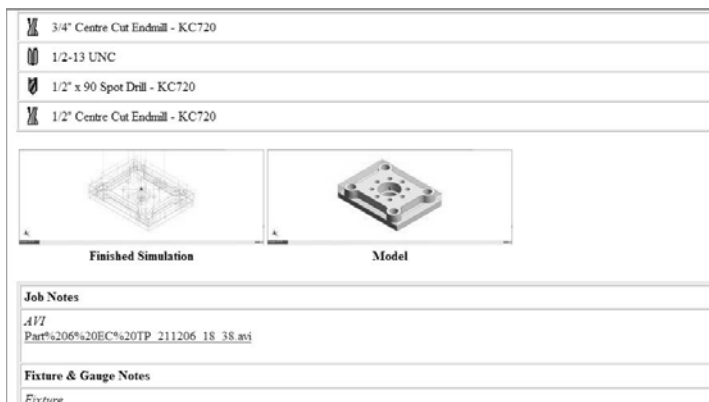 3/4" Centre Cut Endmill - KC720
1/2-13 UNC
1/2" x 90 Spot Drill - KC720
1/2" Centre Cut Endmill - KC720
Finished Simulation
Model
Job Notes
AVI
Part%206%20EC%20TP_211206_18_38.avi
Fixture & Gauge Notes
Fixture